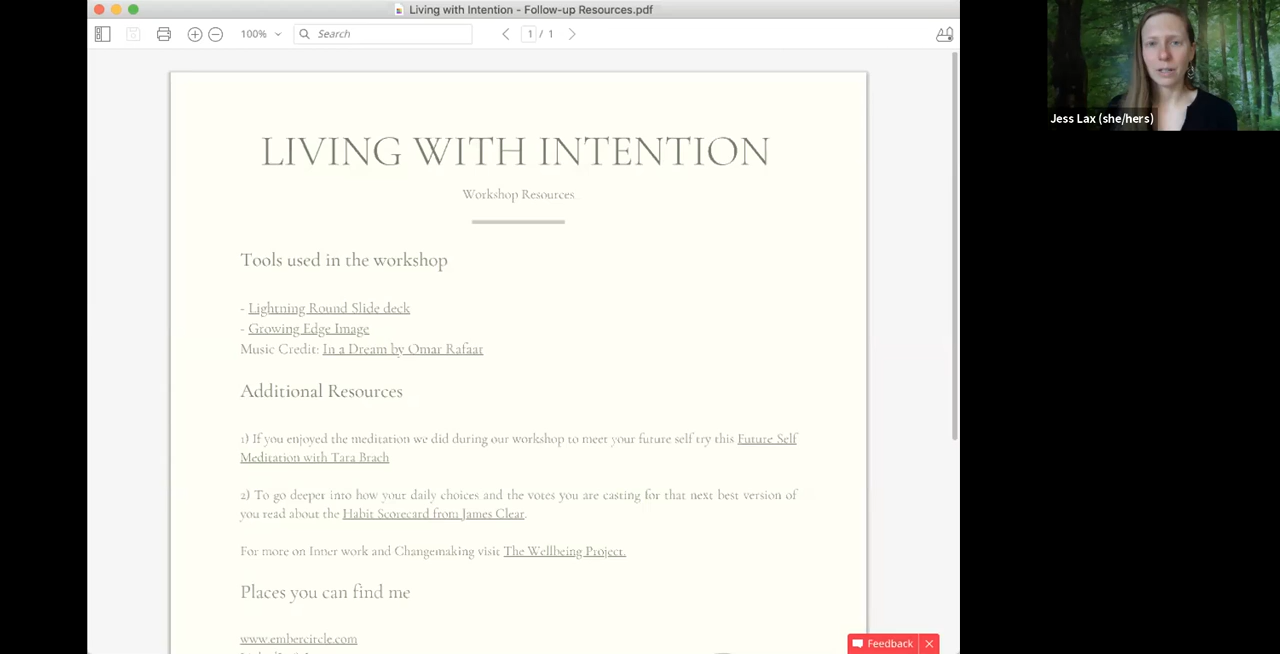 Living with Intention - Follow-up Resources.pdf
100%
Search
1 / 1
Jess Lax (she/hers)
LIVING WITH INTENTION
Workshop Resources
Tools used in the workshop
- Lightning Round Slide deck
- Growing Edge Image
Music Credit: In a Dream by Omar Rafaar
Additional Resources
1) If you enjoyed the meditation we did during our workshop to meet your future self try this Future Self
Meditation with Tara Brach
2) To go deeper into how your daily choices and the votes you are casting for that next best version of
you read about the Habit Scorecard from James Clear.
For more on Inner work and Changemaking visit The Wellbeing Project.
Places you can find me
www.embercircle.com
Feedback